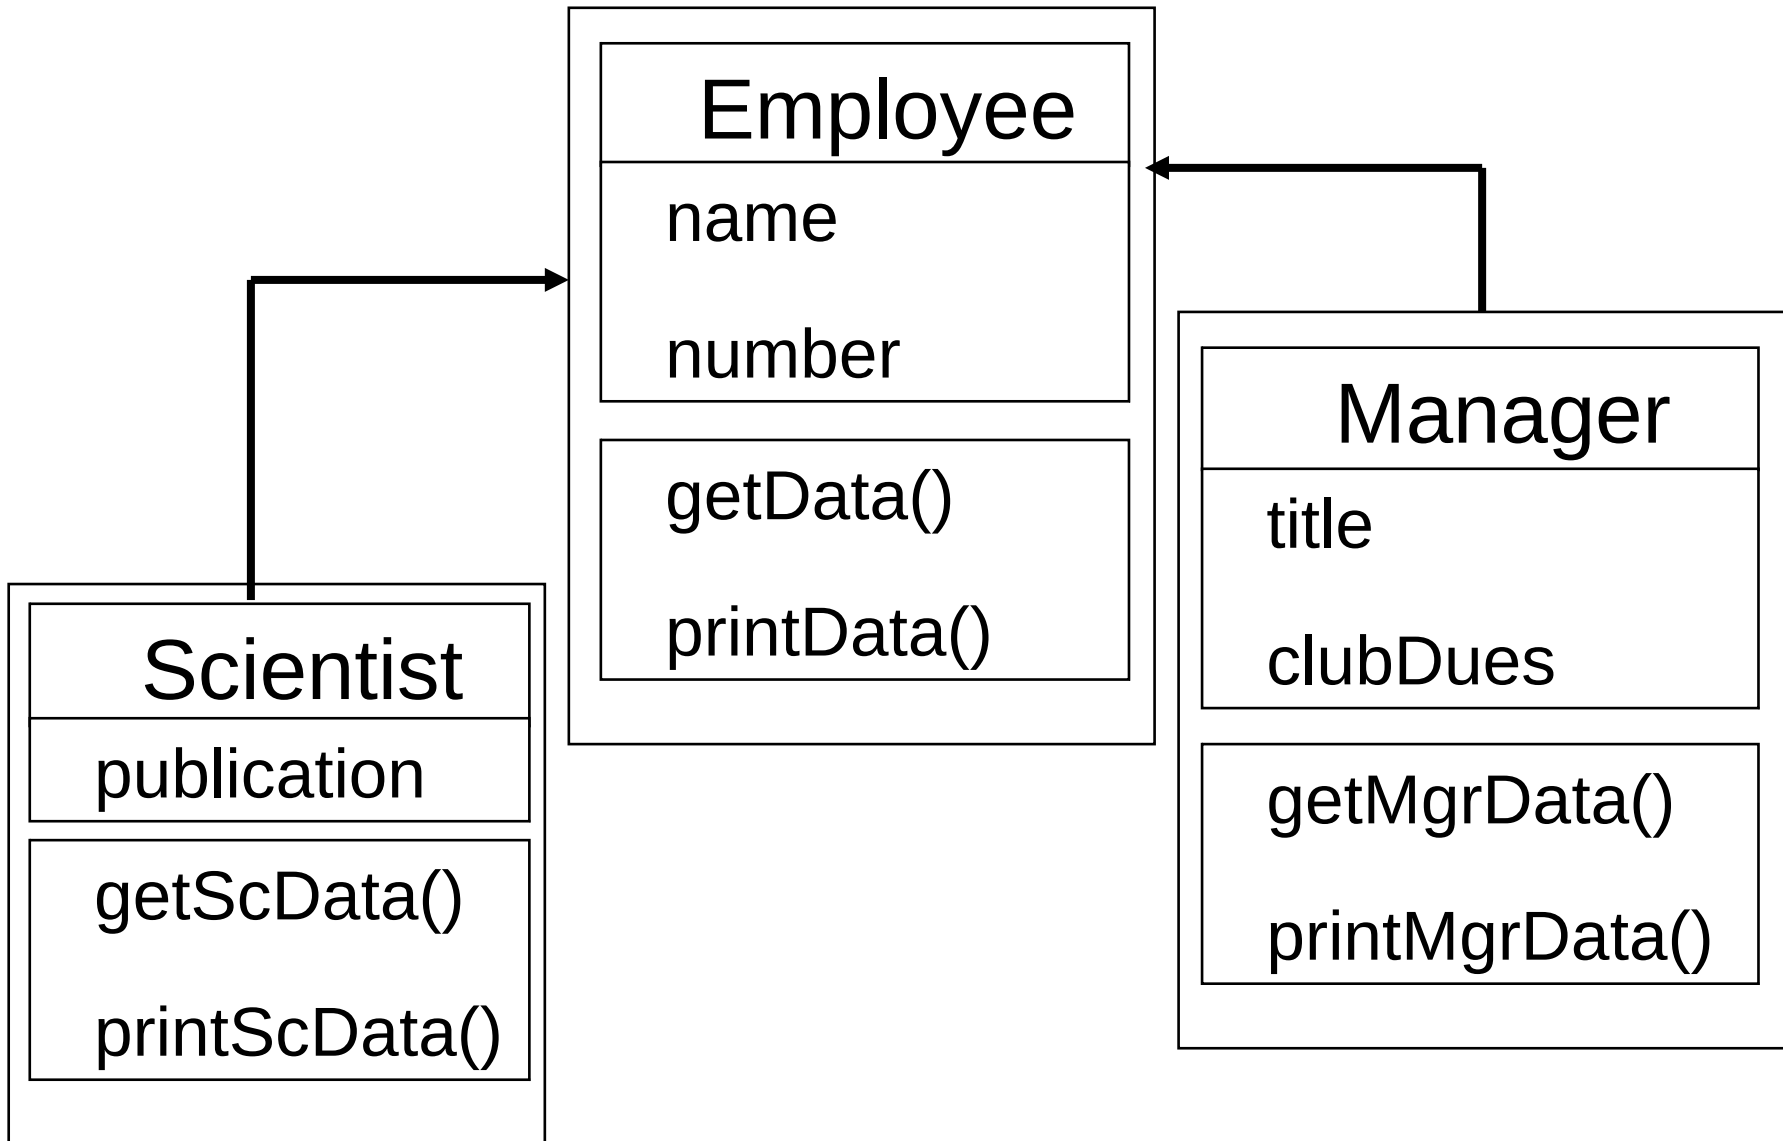 Employee
name
number
getData()
printData()
Manager
title
clubDues
getMgrData()
printMgrData()
Scientist
publication
getScData()
printScData()